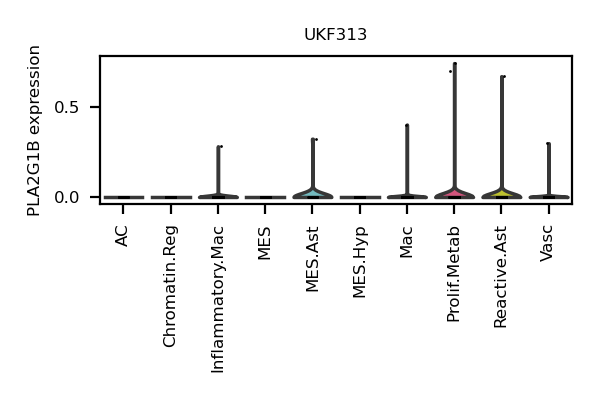 UKF313
PLA2G1B expression
0.5
0.0
AC
Chromatin.Reg
Inflammatory.Mac
MES
MES.Ast
MES.Hyp
Mac
Prolif.Metab
Reactive.Ast
Vasc